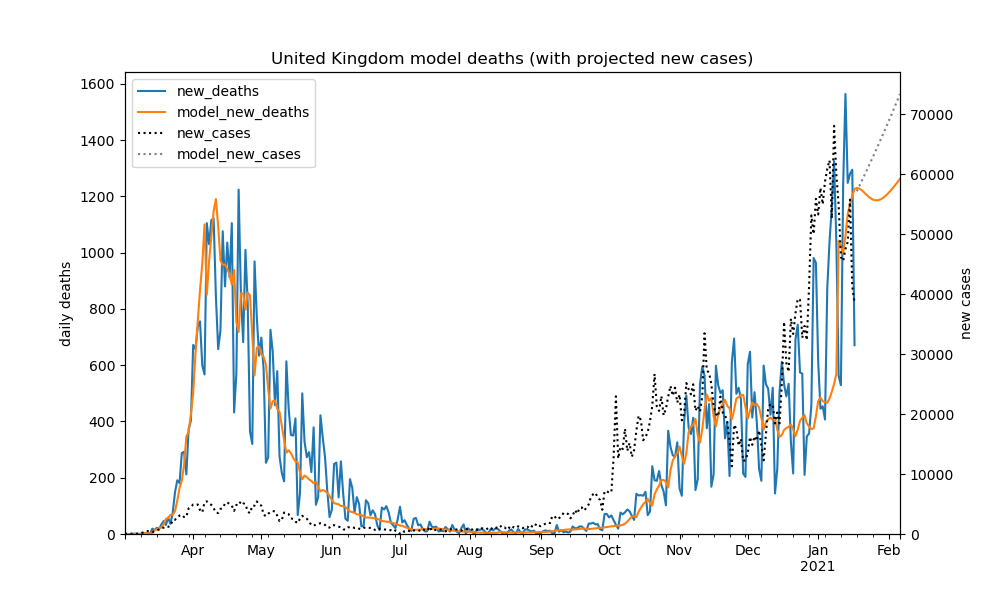 United Kingdom model deaths (with projected new cases)
new_deaths
model_new_deaths
new_cases
model_new_cases
daily deaths
1600
1400
1200
1000
800
600
400
200
0
new cases
70000
60000
50000
40000
30000
20000
10000
0
Apr May Jun Jul Aug Sep Oct Nov Dec Jan Feb
2021